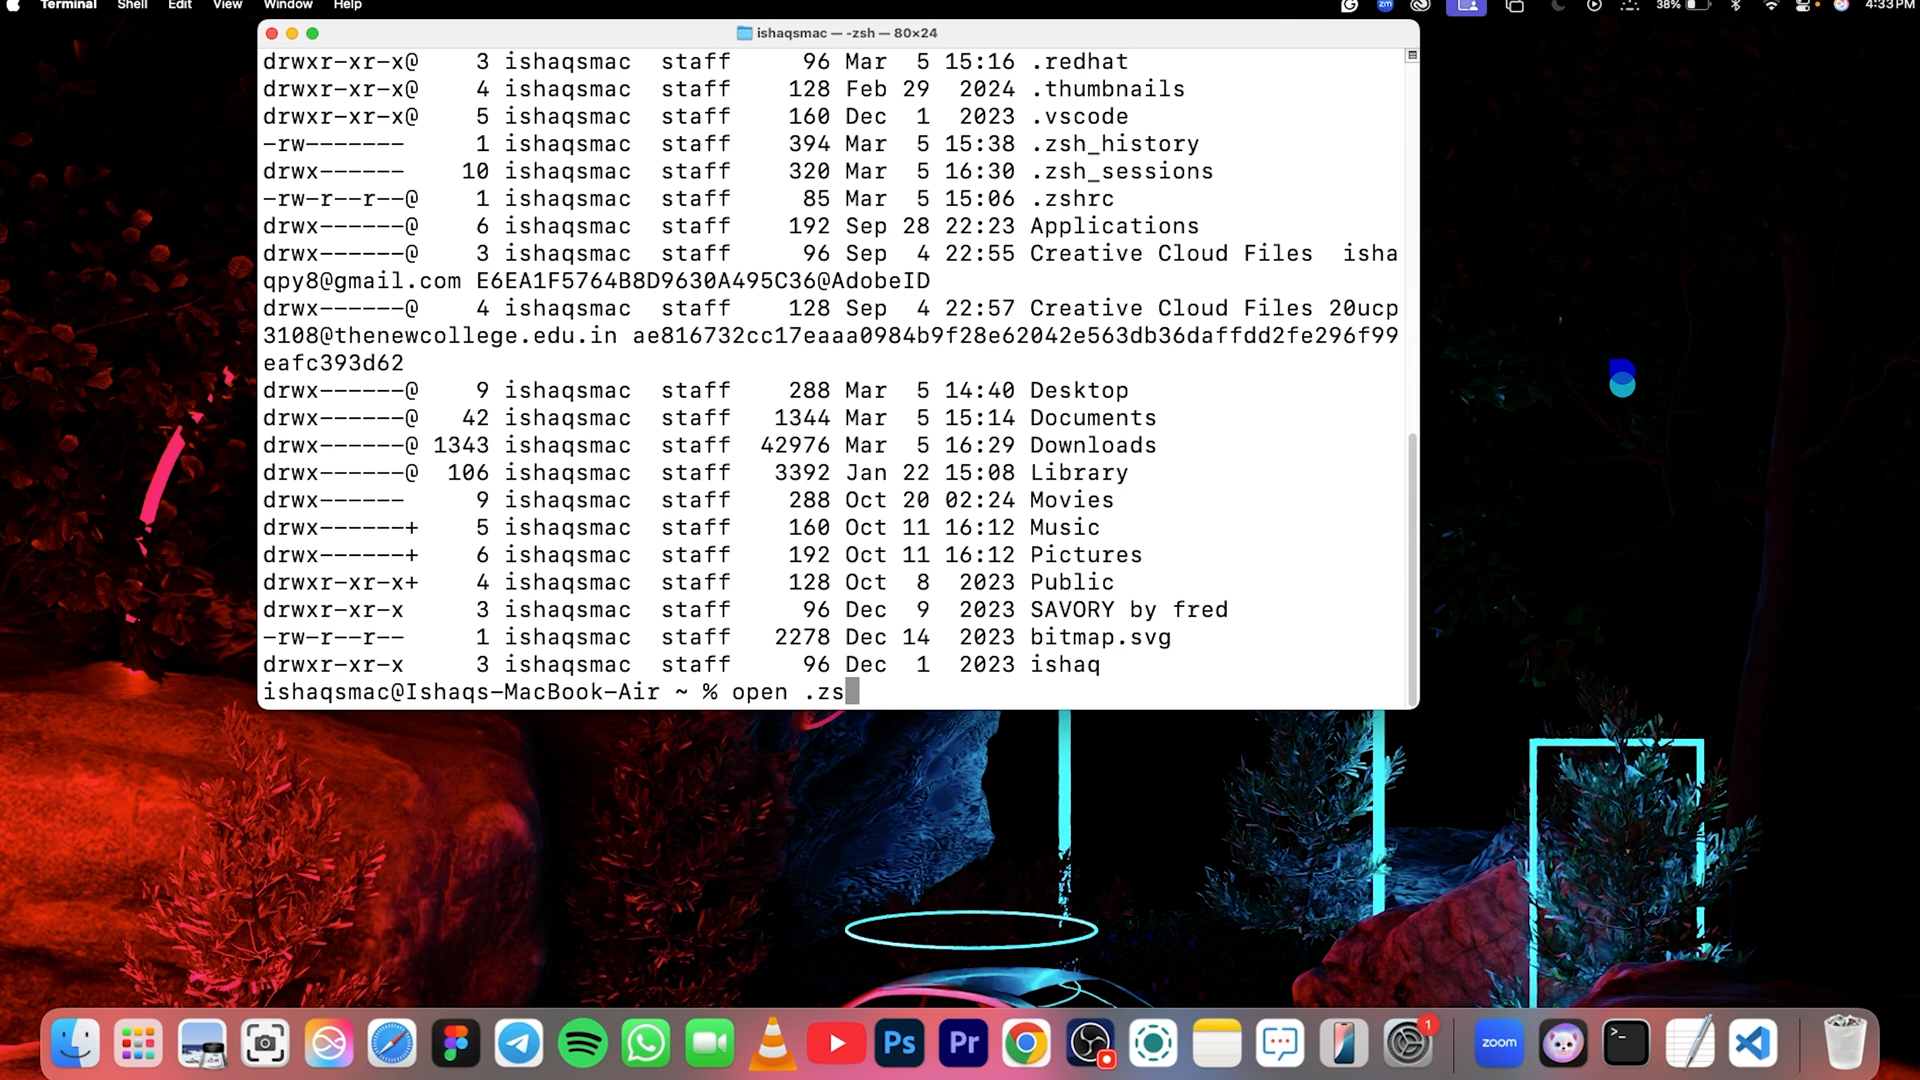 Terminal Shell Edit View Window Help
zm 38% 4:33PM
ishaqsmac — -zsh — 80×24
drwxr-xr-x@ 3 ishaqsmac staff 96 Mar 5 15:16 .redhat
drwxr-xr-x@ 4 ishaqsmac staff 128 Feb 29 2024 .thumbnails
drwxr-xr-x@ 5 ishaqsmac staff 160 Dec 1 2023 .vscode
-rw------- 1 ishaqsmac staff 394 Mar 5 15:38 .zsh_history
drwx------ 10 ishaqsmac staff 320 Mar 5 16:30 .zsh_sessions
-rw-r--r--@ 1 ishaqsmac staff 85 Mar 5 15:06 .zshrc
drwx------@ 6 ishaqsmac staff 192 Sep 28 22:23 Applications
drwx------@ 3 ishaqsmac staff 96 Sep 4 22:55 Creative Cloud Files isha
qpy8@gmail.com E6EA1F5764B8D9630A495C36@AdobeID
drwx------@ 4 ishaqsmac staff 128 Sep 4 22:57 Creative Cloud Files 20ucp
3108@thenewcollege.edu.in ae816732cc17eaaa0984b9f28e62042e563db36daffdd2fe296f99
eafc393d62
drwx------@ 9 ishaqsmac staff 288 Mar 5 14:40 Desktop
drwx------@ 42 ishaqsmac staff 1344 Mar 5 15:14 Documents
drwx------@ 1343 ishaqsmac staff 42976 Mar 5 16:29 Downloads
drwx------@ 106 ishaqsmac staff 3392 Jan 22 15:08 Library
drwx------ 9 ishaqsmac staff 288 Oct 20 02:24 Movies
drwx------+ 5 ishaqsmac staff 160 Oct 11 16:12 Music
drwx------+ 6 ishaqsmac staff 192 Oct 11 16:12 Pictures
drwxr-xr-x+ 4 ishaqsmac staff 128 Oct 8 2023 Public
drwxr-xr-x 3 ishaqsmac staff 96 Dec 9 2023 SAVORY by fred
-rw-r--r-- 1 ishaqsmac staff 2278 Dec 14 2023 bitmap.svg
drwxr-xr-x 3 ishaqsmac staff 96 Dec 1 2023 ishaq
ishaqsmac@Ishaqs-MacBook-Air ~ % open .zs
Ps Pr 1 zoom >_